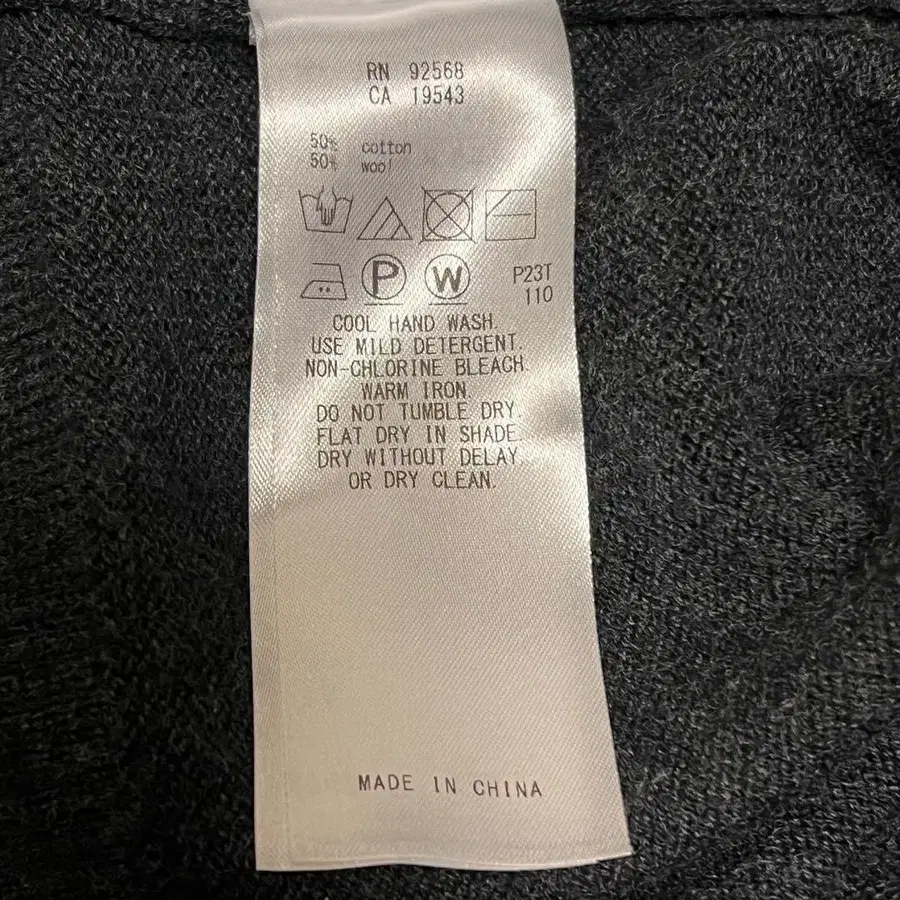 RN 92568
CA 19543
50% cotton
50% wool
P W P23T
110
COOL HAND WASH.
USE MILD DETERGENT.
NON-CHLORINE BLEACH.
WARM IRON.
DO NOT TUMBLE DRY.
FLAT DRY IN SHADE.
DRY WITHOUT DELAY.
OR DRY CLEAN.
MADE IN CHINA